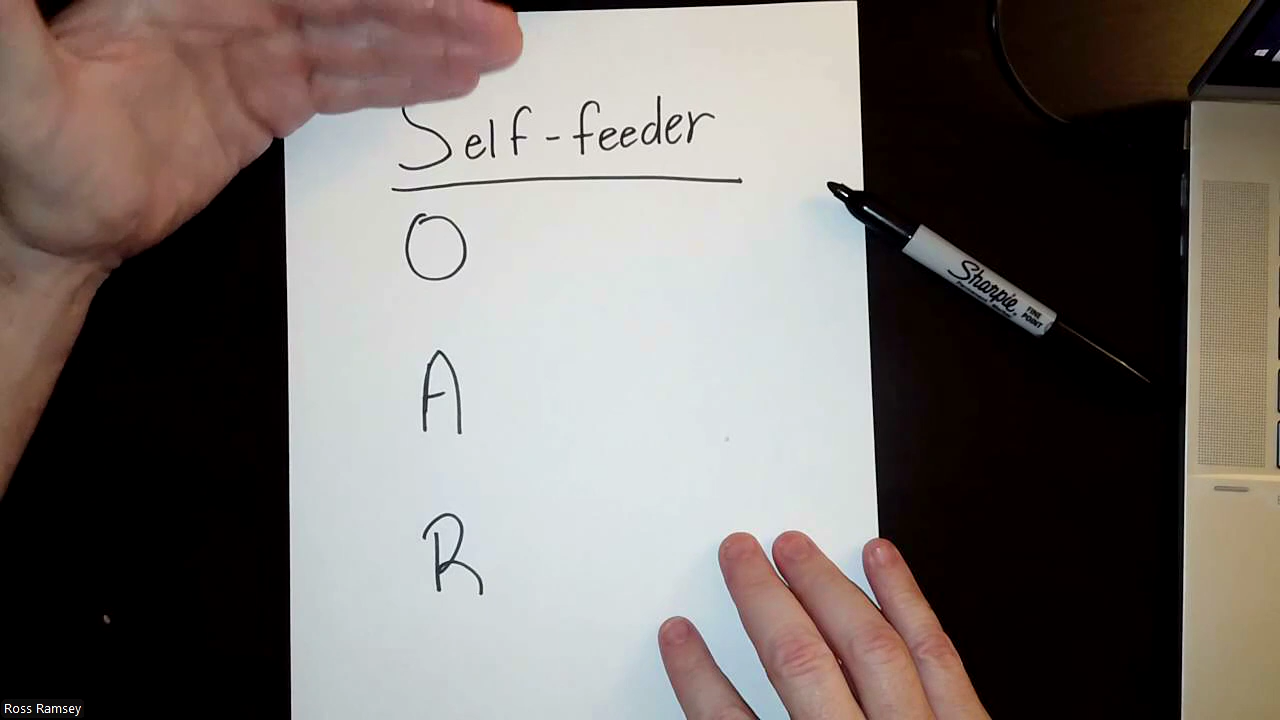 Self-feeder
O
A
R
Sharpie
FINE
POINT
Ross Ramsey